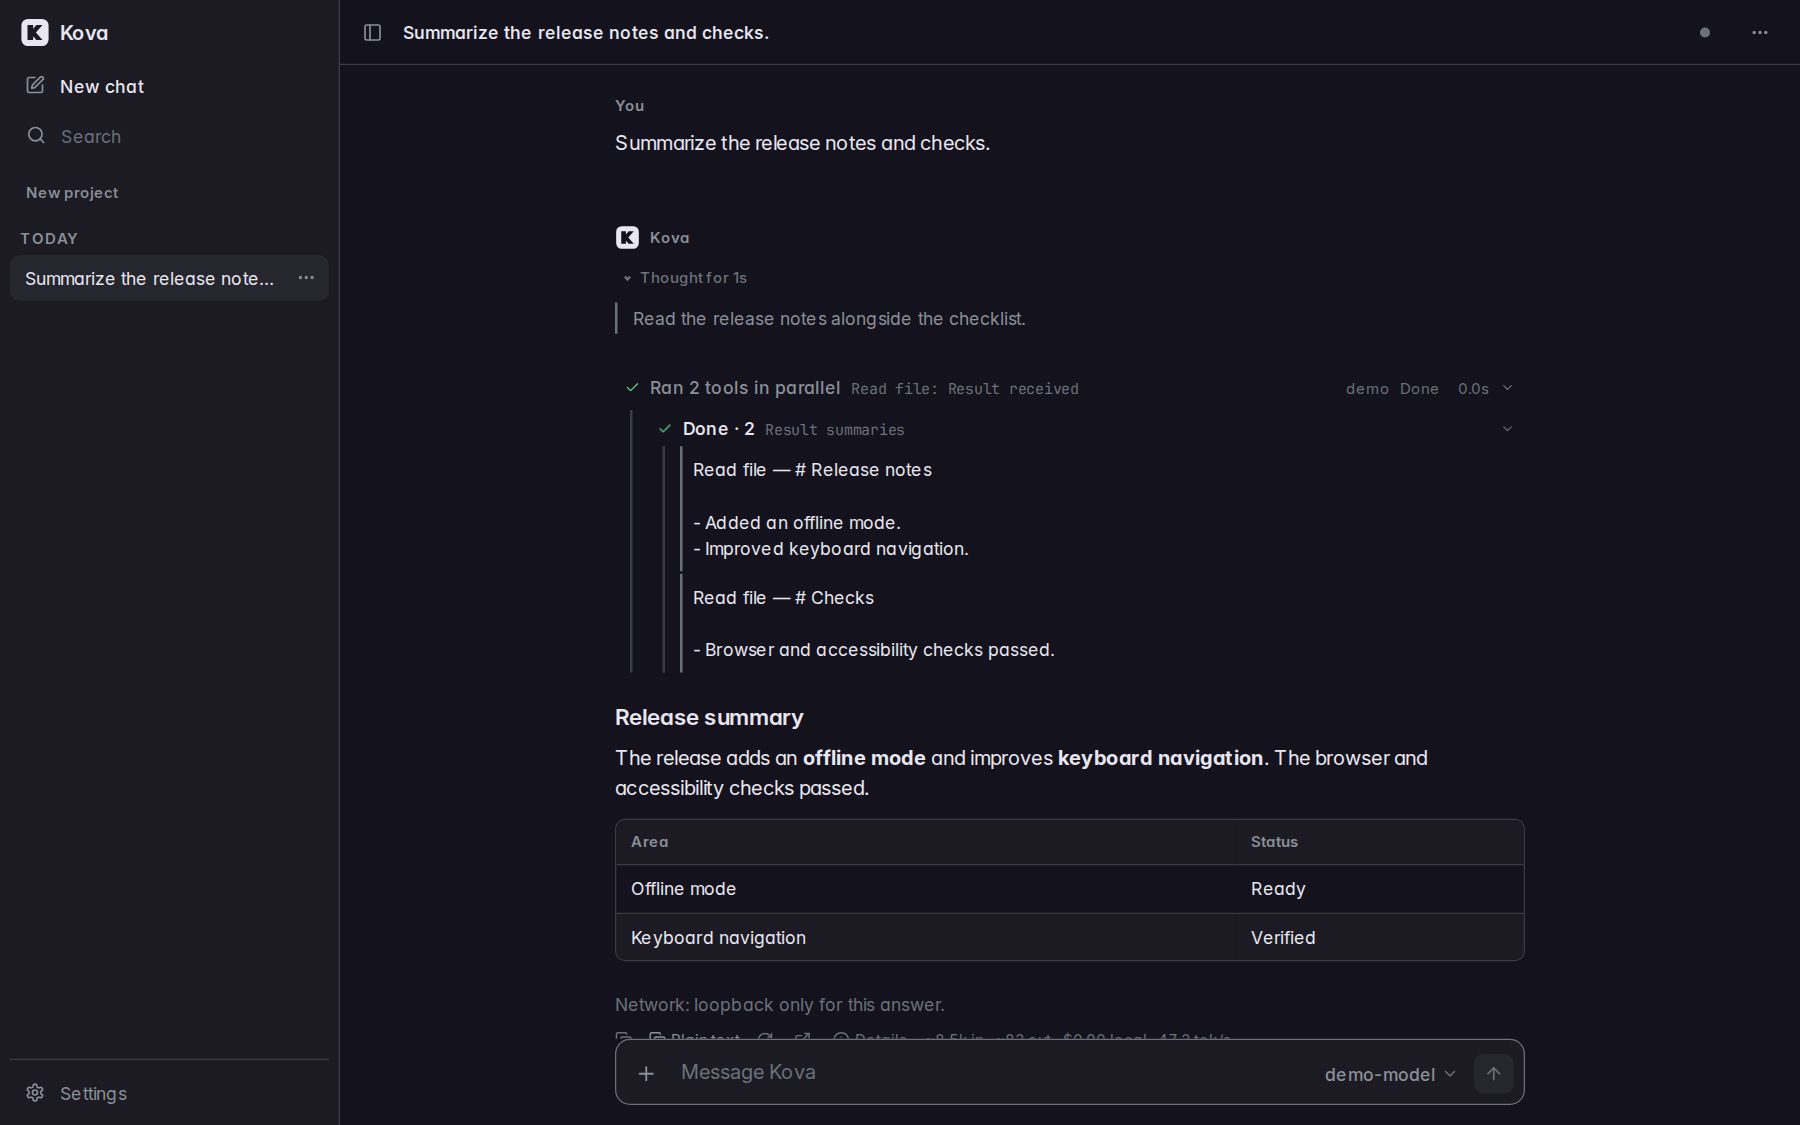 Kova
New chat
Search
New project
TODAY
Summarize the release note...
Settings
Summarize the release notes and checks.
You
Summarize the release notes and checks.
Kova
Thought for 1s
Read the release notes alongside the checklist.
Ran 2 tools in parallel Read file: Result received demo Done 0.0s
Done · 2 Result summaries
Read file — # Release notes
- Added an offline mode.
- Improved keyboard navigation.
Read file — # Checks
- Browser and accessibility checks passed.
Release summary
The release adds an offline mode and improves keyboard navigation. The browser and
accessibility checks passed.
Area Status
Offline mode Ready
Keyboard navigation Verified
Network: loopback only for this answer.
Plain text Details
Message Kova demo-model